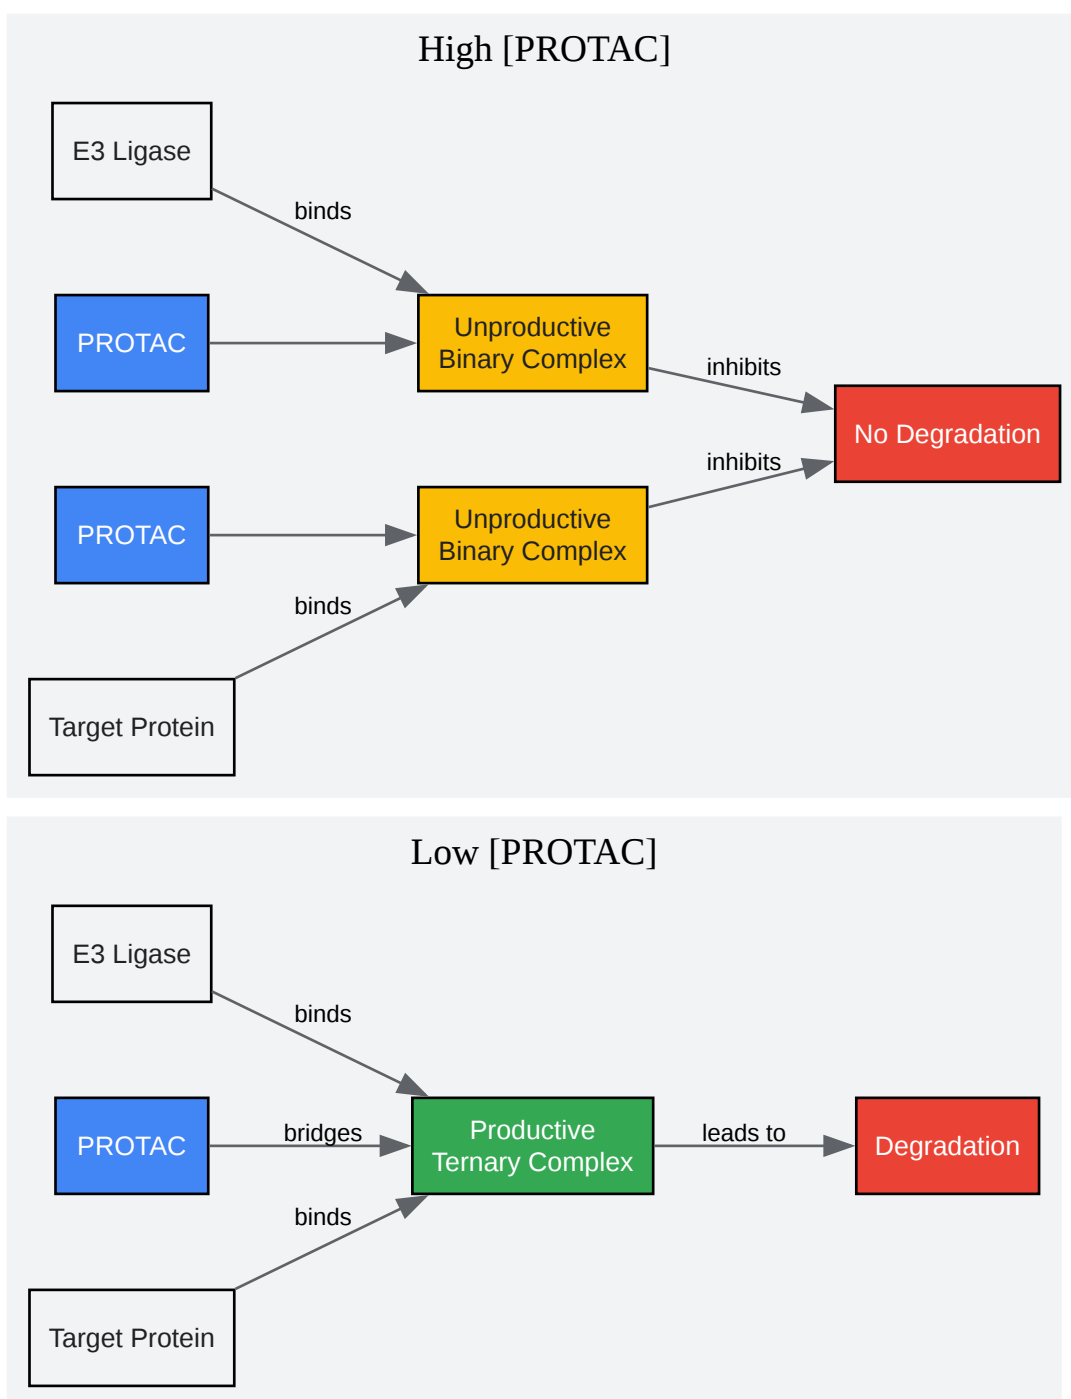 High [PROTAC]
E3 Ligase
binds
PROTAC
Unproductive
Binary Complex
inhibits
No Degradation
inhibits
PROTAC
Unproductive
Binary Complex
binds
Target Protein
Low [PROTAC]
E3 Ligase
binds
PROTAC
bridges
Productive
Ternary Complex
leads to
Degradation
binds
Target Protein